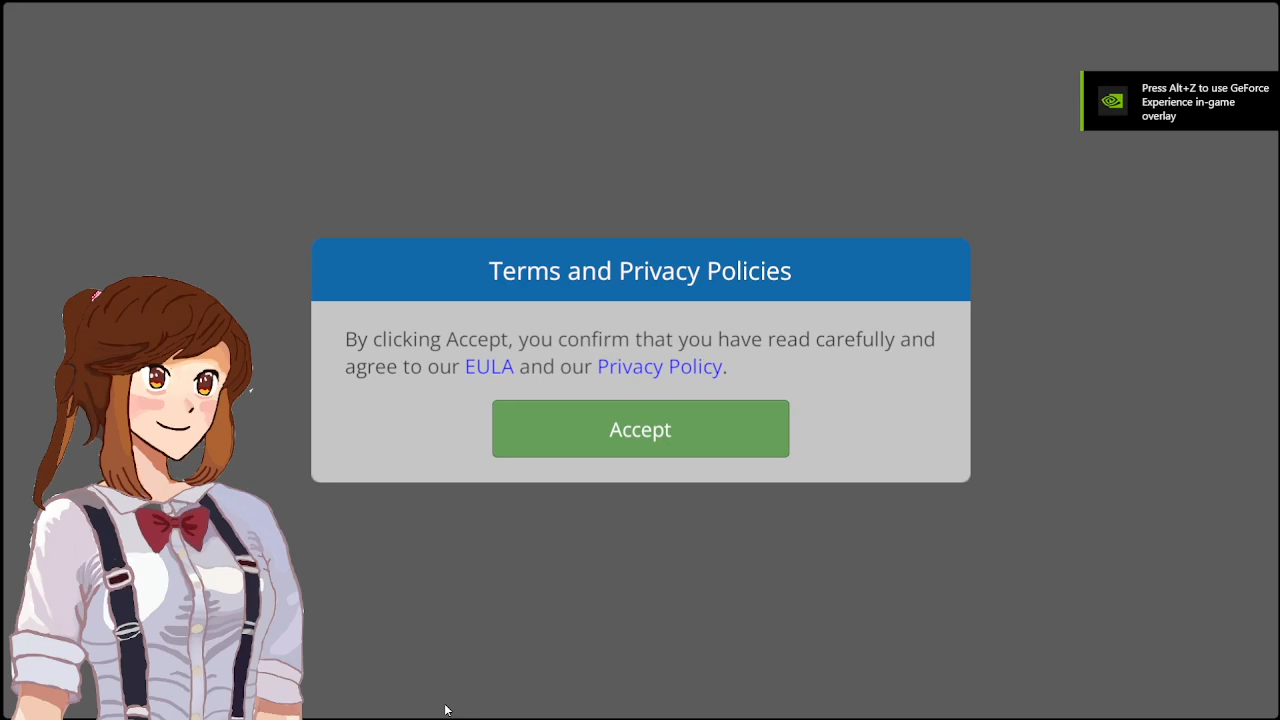 Press Alt+Z to use GeForce
Experience in-game
overlay
Terms and Privacy Policies
By clicking Accept, you confirm that you have read carefully and
agree to our EULA and our Privacy Policy.
Accept